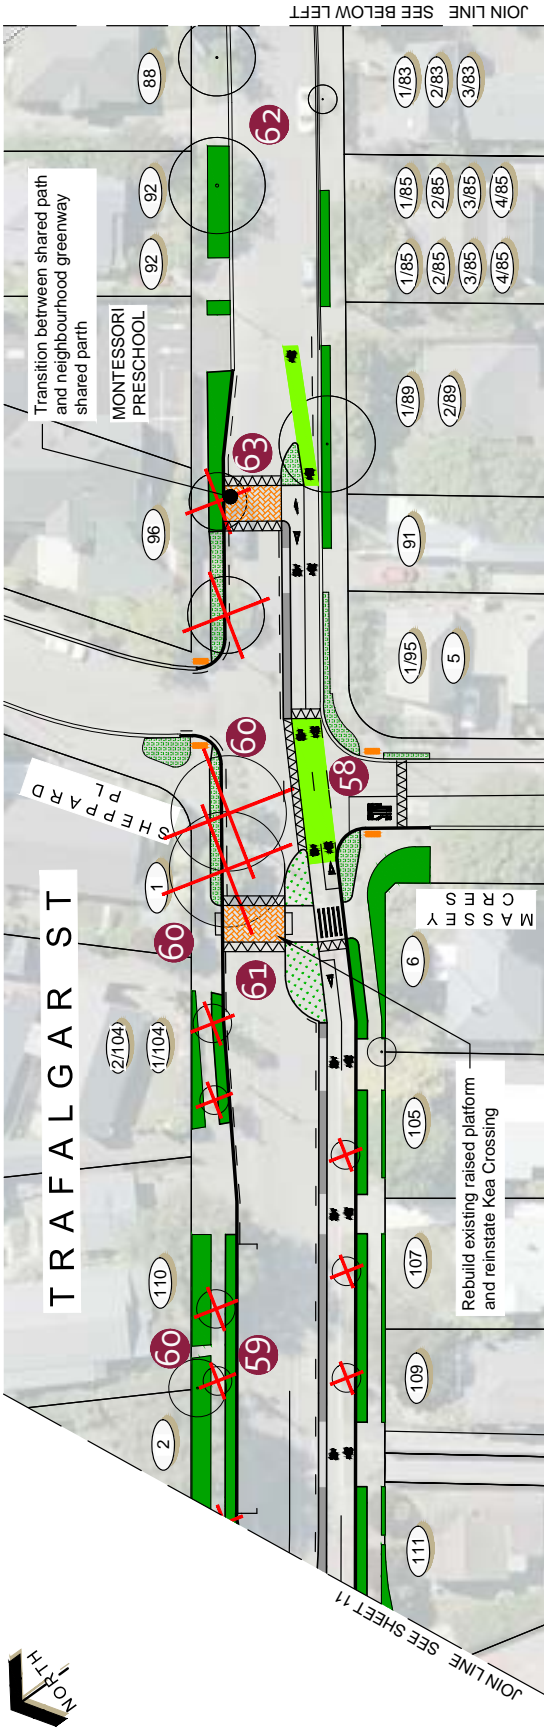 JOIN LINE   SEE BELOW LEFT
88
92
92
Transition betrween shared path
and neighbourhood greenway
shared parth
MONTESSORI
PRESCHOOL
96
62
63
1/83
2/83
3/83
1/85
2/85
3/85
4/85
1/85
2/85
3/85
4/85
1/89
2/89
91
1/95
5
SHEPPARD
PL
60
58
1
60
61
MASSEY
CRES
6
TRAFALGAR ST
(2/104)
(1/104)
105
Rebuild existing raised platform
and reinstate Kea Crossing
110
60
59
107
109
2
111
JOIN LINE   SEE SHEET 11
NORTH